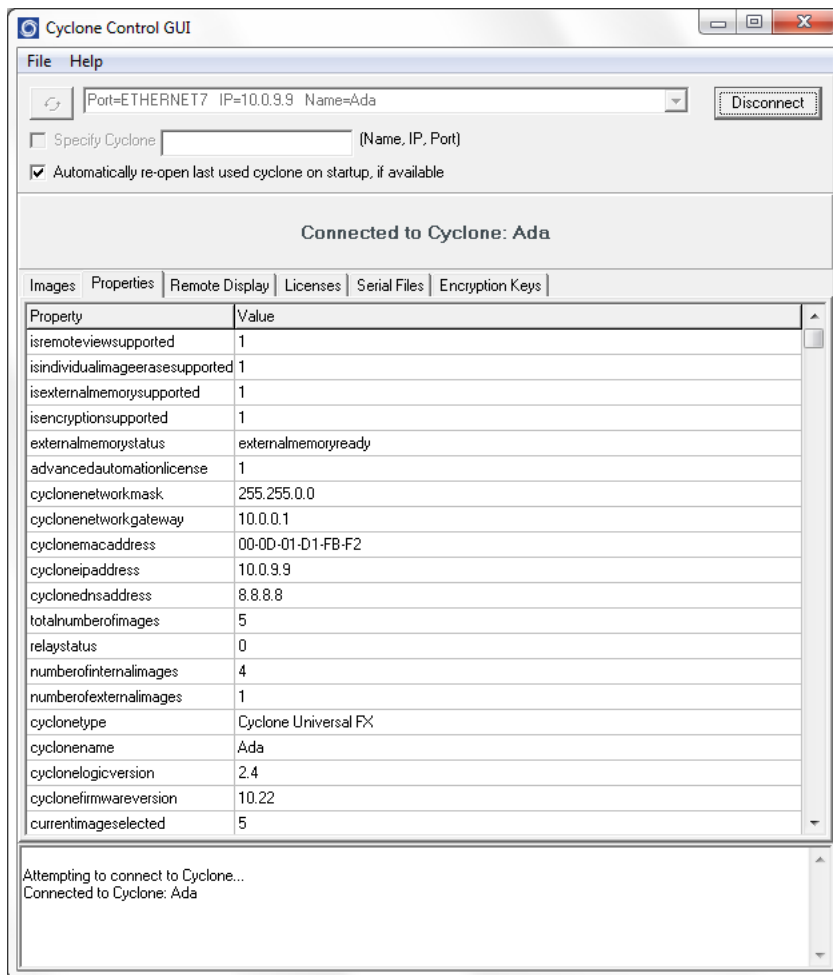 Cyclone Control GUI
File Help
Port=ETHERNET7 IP=10.0.9.9 Name=Ada
Disconnect
Specify Cyclone (Name, IP, Port)
Automatically re-open last used cyclone on startup, if available
Connected to Cyclone: Ada
Images Properties Remote Display Licenses Serial Files Encryption Keys
Property Value
isremoteviewsupported 1
isindividualimageerasesupported 1
isexternalmemorysupported 1
isencryptionsupported 1
externalmemorystatus externalmemoryready
advancedautomationlicense 1
cyclonenetworkmask 255.255.0.0
cyclonenetworkgateway 10.0.0.1
cyclonemacaddress 00-0D-01-D1-FB-F2
cycloneipaddress 10.0.9.9
cyclonednsaddress 8.8.8.8
totalnumberofimages 5
relaystatus 0
numberofinternalimages 4
numberofexternalimages 1
cyclonetype Cyclone Universal FX
cyclonename Ada
cyclonelogicversion 2.4
cyclonefirmwareversion 10.22
currentimageselected 5
Attempting to connect to Cyclone...
Connected to Cyclone: Ada